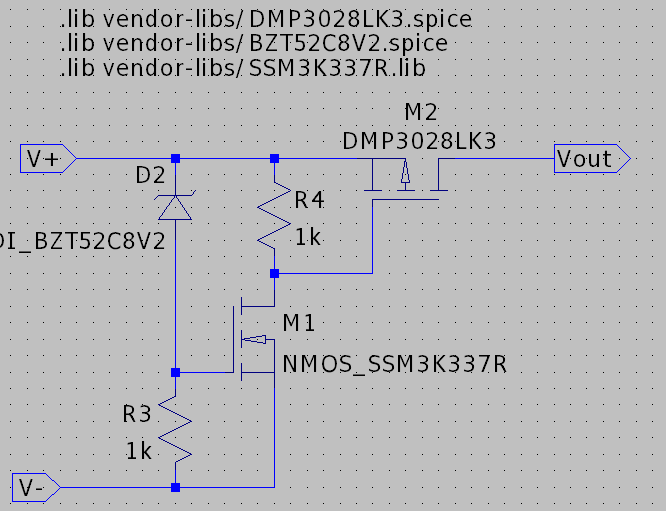 .lib vendor-libs/ DMP3028LK3.spice
.lib vendor-libs/ BZT52C8V2.spice
.lib vendor-libs/ SSM3K337R.lib
M2
DMP3028LK3
V+
Vout
D2
R4
1k
DI_BZT52C8V2
M1
NMOS_SSM3K337R
R3
1k
V-